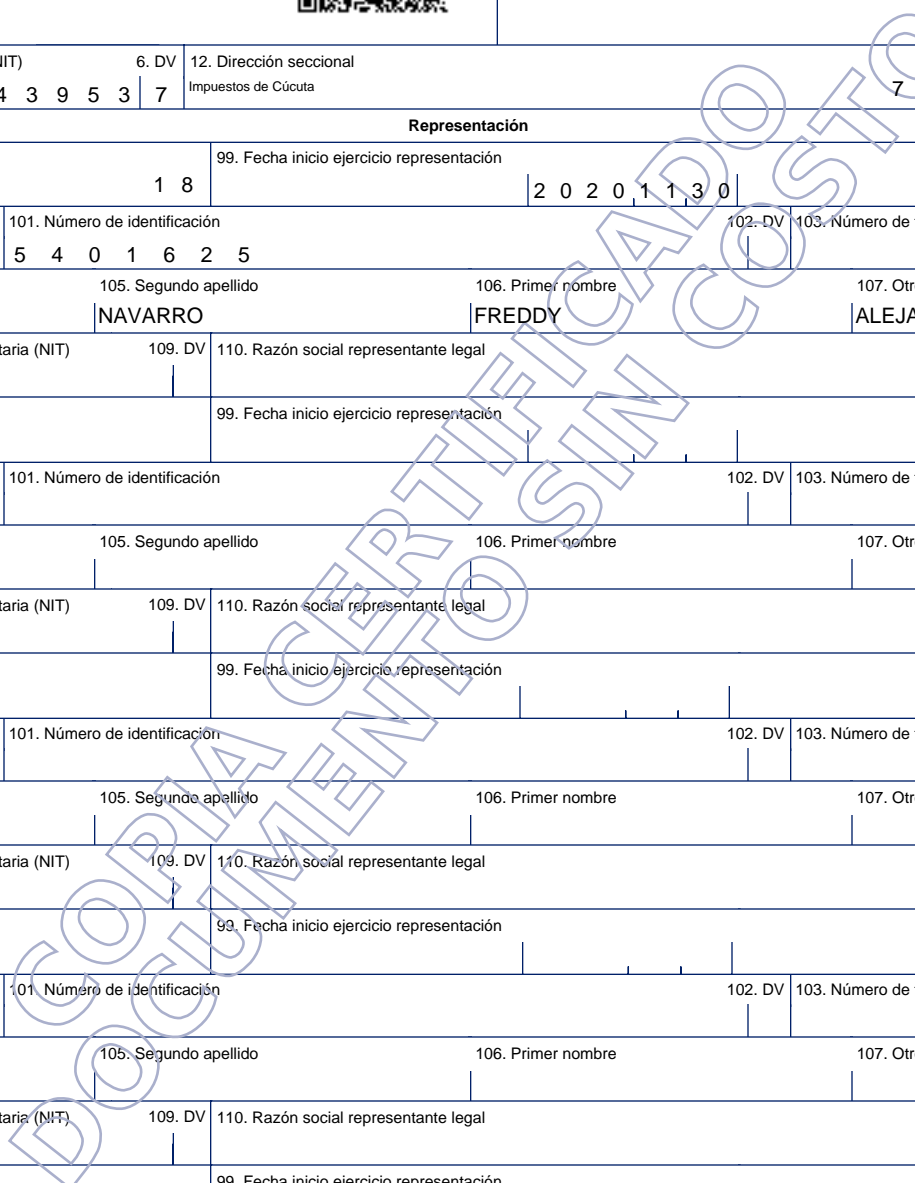 IT) 6. DV 12. Dirección seccional
4 3 9 5 3 7 Impuestos de Cúcuta 7
Representación
99. Fecha inicio ejercicio representación
1 8 2 0 2 0 1 1 3 0
101. Número de identificación 102. DV 103. Número de
5 4 0 1 6 2 5
105. Segundo apellido 106. Primer nombre 107. Otr
NAVARRO FREDDY ALEJA
taria (NIT) 109. DV 110. Razón social representante legal
99. Fecha inicio ejercicio representación
101. Número de identificación 102. DV 103. Número de
105. Segundo apellido 106. Primer nombre 107. Otr
taria (NIT) 109. DV 110. Razón social representante legal
99. Fecha inicio ejercicio representación
101. Número de identificación 102. DV 103. Número de
105. Segundo apellido 106. Primer nombre 107. Otr
taria (NIT) 109. DV 110. Razón social representante legal
99. Fecha inicio ejercicio representación
101. Número de identificación 102. DV 103. Número de
105. Segundo apellido 106. Primer nombre 107. Otr
taria (NIT) 109. DV 110. Razón social representante legal
99. Fecha inicio ejercicio representación
COPIA CERTIFICADO
DOCUMENTO SIN COSTO